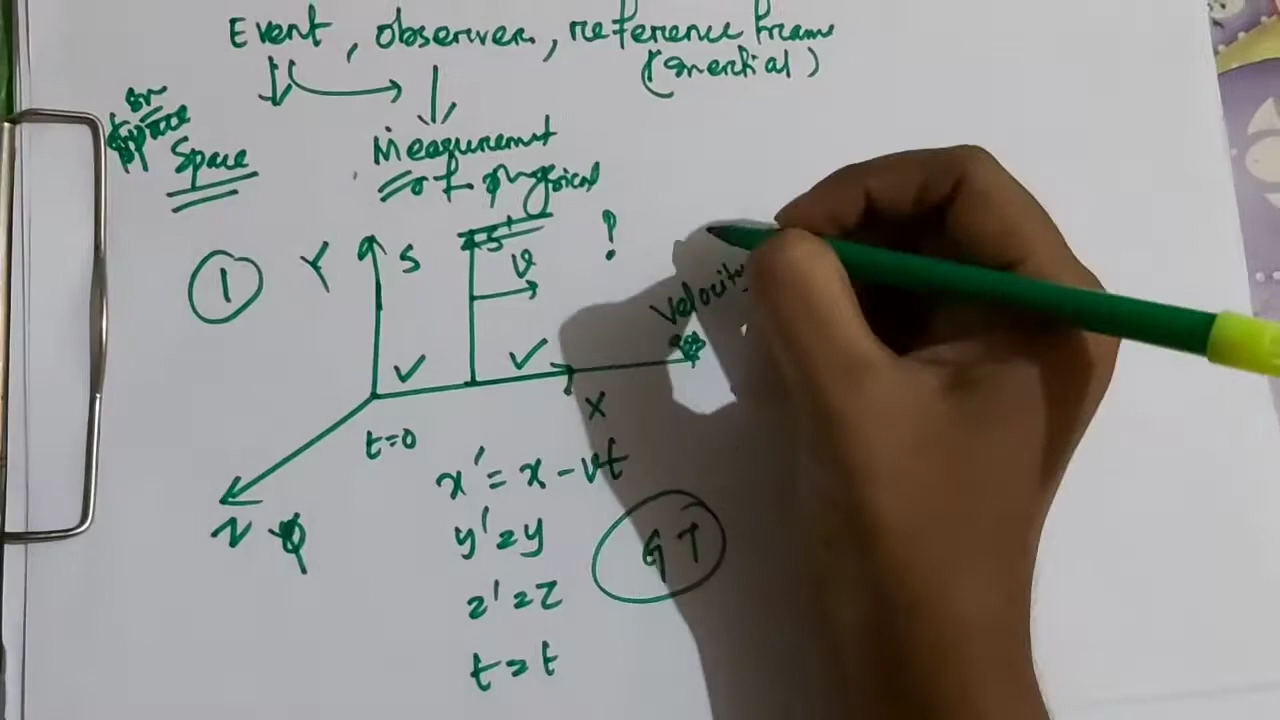 Event, observer, reference frame
(Inertial)
Space
Measurement
of physical
1
Y S S' v !
Velocity
X
t=0
Z
x' = x - vt
y' = y
z' = z
t = t
GT